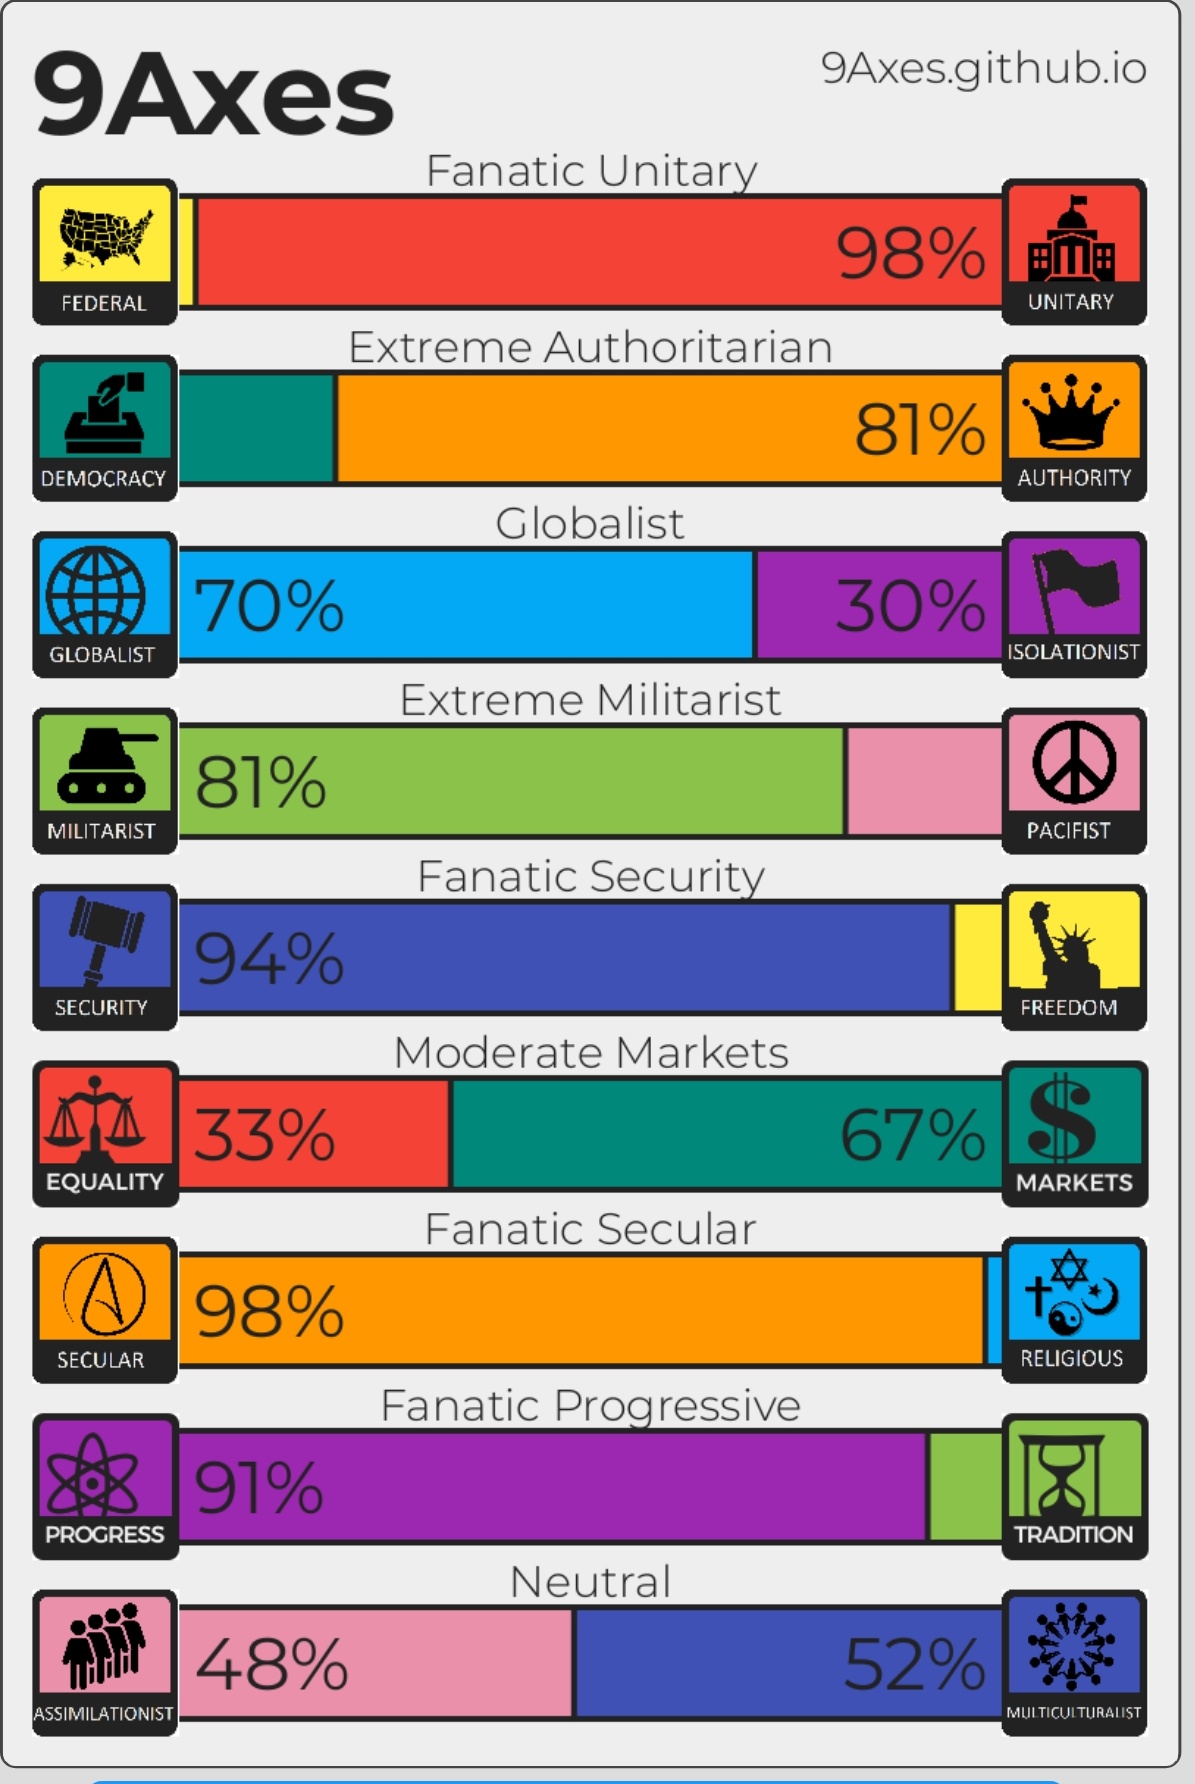 9Axes
9Axes.github.io
Fanatic Unitary
FEDERAL
98%
UNITARY
Extreme Authoritarian
DEMOCRACY
81%
AUTHORITY
Globalist
GLOBALIST
70%
30%
ISOLATIONIST
Extreme Militarist
MILITARIST
81%
PACIFIST
Fanatic Security
SECURITY
94%
FREEDOM
Moderate Markets
EQUALITY
33%
67%
MARKETS
Fanatic Secular
SECULAR
98%
RELIGIOUS
Fanatic Progressive
PROGRESS
91%
TRADITION
Neutral
ASSIMILATIONIST
48%
52%
MULTICULTURALIST